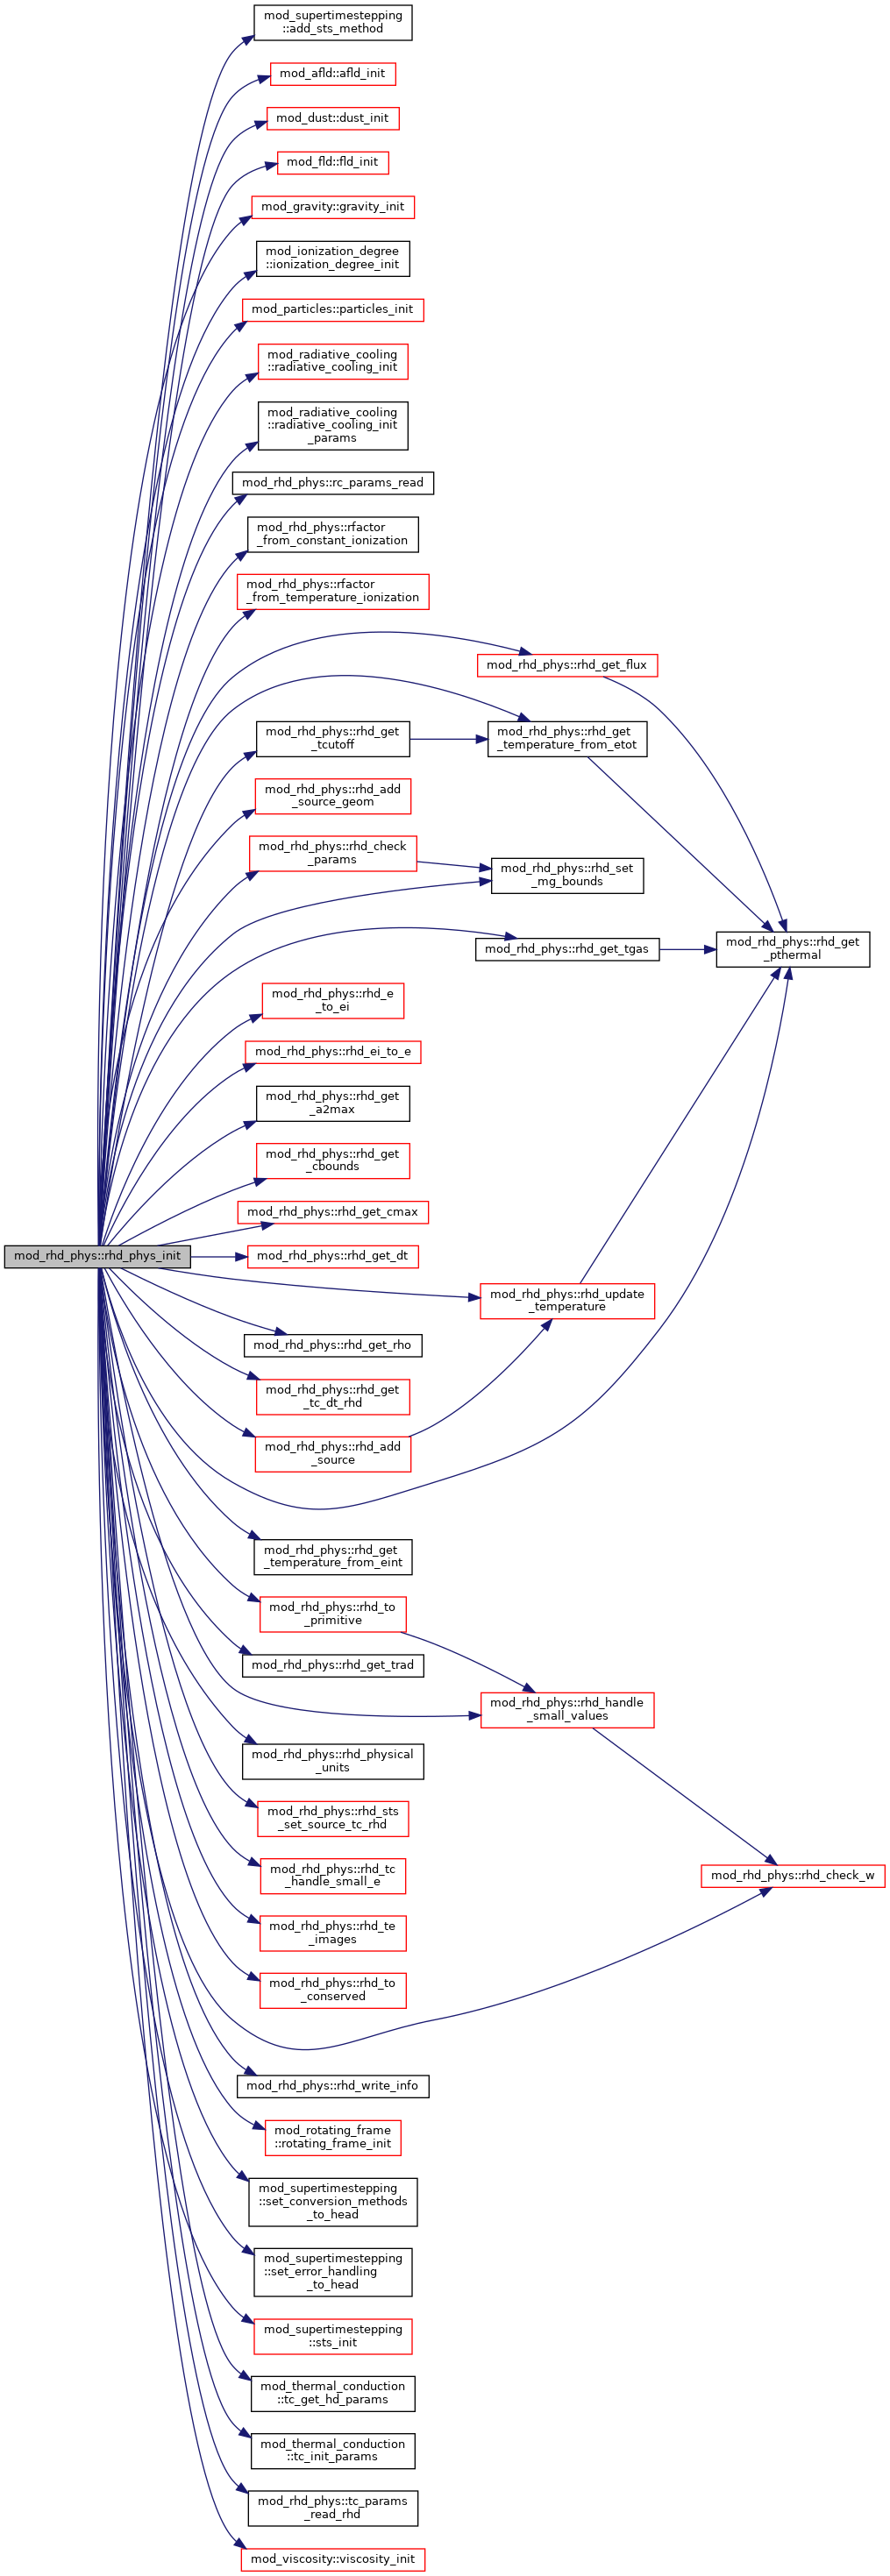 mod_supertimestepping
::add_sts_method
mod_afld::afld_init
mod_dust::dust_init
mod_fld::fld_init
mod_gravity::gravity_init
mod_ionization_degree
::ionization_degree_init
mod_particles::particles_init
mod_radiative_cooling
::radiative_cooling_init
mod_radiative_cooling
::radiative_cooling_init
_params
mod_rhd_phys::rc_params_read
mod_rhd_phys::rfactor
_from_constant_ionization
mod_rhd_phys::rfactor
_from_temperature_ionization
mod_rhd_phys::rhd_get_flux
mod_rhd_phys::rhd_get
_tcutoff
mod_rhd_phys::rhd_get
_temperature_from_etot
mod_rhd_phys::rhd_add
_source_geom
mod_rhd_phys::rhd_check
_params
mod_rhd_phys::rhd_set
_mg_bounds
mod_rhd_phys::rhd_get_tgas
mod_rhd_phys::rhd_get
_pthermal
mod_rhd_phys::rhd_e
_to_ei
mod_rhd_phys::rhd_ei_to_e
mod_rhd_phys::rhd_get
_a2max
mod_rhd_phys::rhd_get
_cbounds
mod_rhd_phys::rhd_get_cmax
mod_rhd_phys::rhd_phys_init
mod_rhd_phys::rhd_get_dt
mod_rhd_phys::rhd_update
_temperature
mod_rhd_phys::rhd_get_rho
mod_rhd_phys::rhd_get
_tc_dt_rhd
mod_rhd_phys::rhd_add
_source
mod_rhd_phys::rhd_get
_temperature_from_eint
mod_rhd_phys::rhd_to
_primitive
mod_rhd_phys::rhd_get_trad
mod_rhd_phys::rhd_handle
_small_values
mod_rhd_phys::rhd_physical
_units
mod_rhd_phys::rhd_sts
_set_source_tc_rhd
mod_rhd_phys::rhd_tc
_handle_small_e
mod_rhd_phys::rhd_check_w
mod_rhd_phys::rhd_te
_images
mod_rhd_phys::rhd_to
_conserved
mod_rhd_phys::rhd_write_info
mod_rotating_frame
::rotating_frame_init
mod_supertimestepping
::set_conversion_methods
_to_head
mod_supertimestepping
::set_error_handling
_to_head
mod_supertimestepping
::sts_init
mod_thermal_conduction
::tc_get_hd_params
mod_thermal_conduction
::tc_init_params
mod_rhd_phys::tc_params
_read_rhd
mod_viscosity::viscosity_init